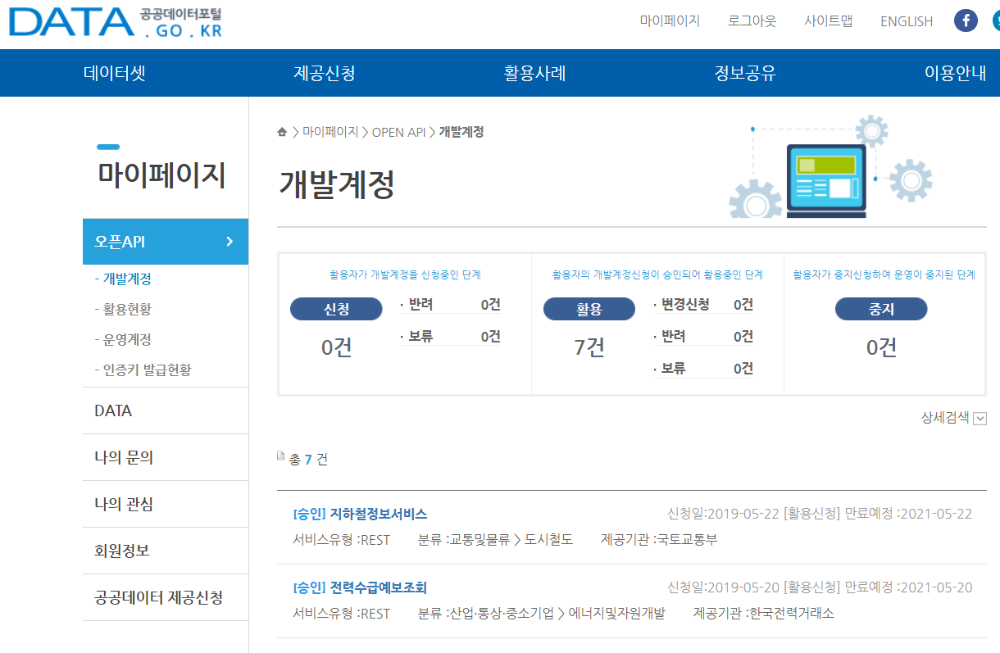 DATA 공공데이터포털
.GO.KR
마이페이지 로그아웃 사이트맵 ENGLISH f
데이터셋 제공신청 활용사례 정보공유 이용안내
마이페이지
오픈API
- 개발계정
- 활용현황
- 운영계정
- 인증키 발급현황
DATA
나의 문의
나의 관심
회원정보
공공데이터 제공신청
> 마이페이지 > OPEN API > 개발계정
개발계정
활용자가 개발계정을 신청중인 단계
신청
0건
· 반려 0건
· 보류 0건
활용자의 개발계정신청이 승인되어 활용중인 단계
활용
7건
· 변경신청 0건
· 반려 0건
· 보류 0건
활용자가 중지신청하여 운영이 중지된 단계
중지
0건
상세검색
총 7 건
[승인] 지하철정보서비스 신청일:2019-05-22 [활용신청] 만료예정 :2021-05-22
서비스유형 :REST 분류 :교통및물류 > 도시철도 제공기관 :국토교통부
[승인] 전력수급예보조회 신청일:2019-05-20 [활용신청] 만료예정 :2021-05-20
서비스유형 :REST 분류 :산업·통상·중소기업 > 에너지및자원개발 제공기관 :한국전력거래소